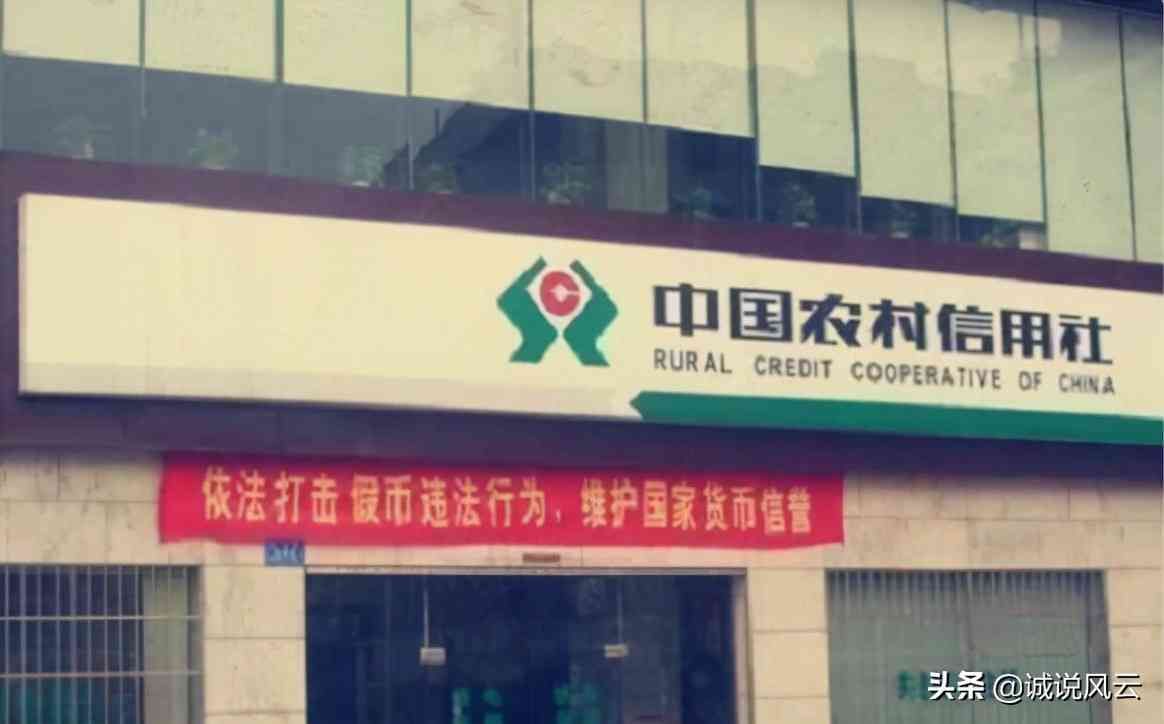 中国农村信用社
RURAL CREDIT COOPERATIVE OF CHINA
依法打击假币违法行为，维护国家货币信誉
头条 @诚说风云